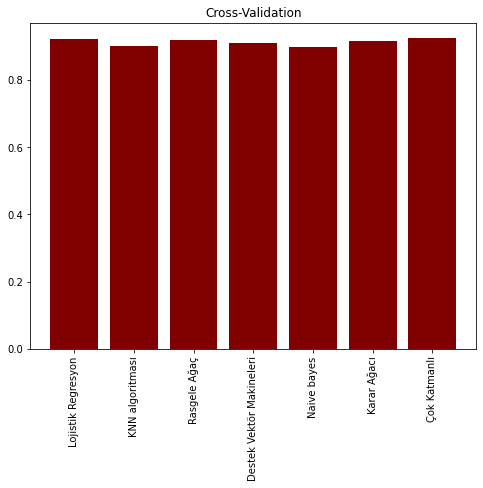 Cross-Validation
0.8
0.6
0.4
0.2
0.0
Lojistik Regresyon
KNN algoritması
Rasgele Ağaç
Destek Vektör Makineleri
Naive bayes
Karar Ağacı
Çok Katmanlı